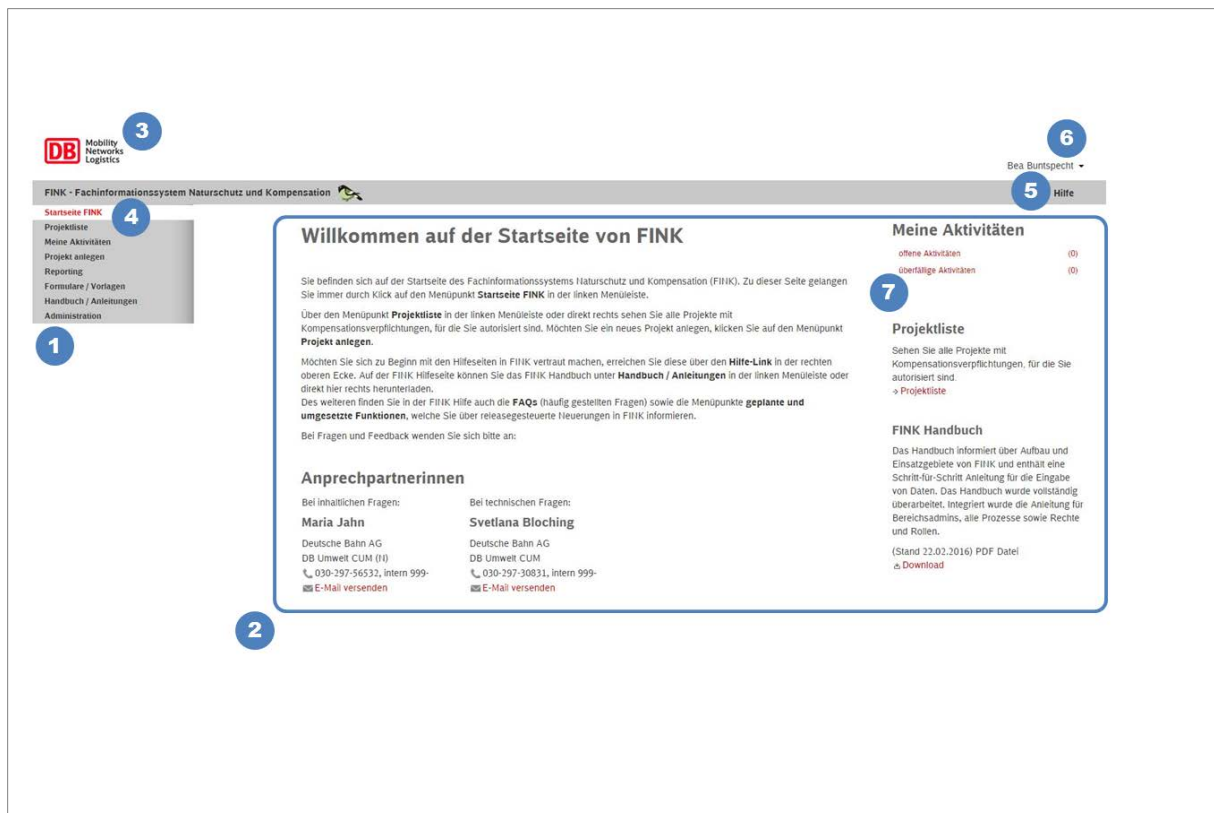 3
DB Mobility
Networks
Logistics
6
Bea Buntspecht
FINK - Fachinformationssystem Naturschutz und Kompensation
5
Hilfe
Startseite FINK
4
Projektliste
Meine Aktivitäten
Projekt anlegen
Reporting
Formulare / Vorlagen
Handbuch / Anleitungen
Administration
1
Willkommen auf der Startseite von FINK
Sie befinden sich auf der Startseite des Fachinformationssystems Naturschutz und Kompensation (FINK). Zu dieser Seite gelangen
Sie immer durch Klick auf den Menüpunkt Startseite FINK in der linken Menüleiste.
Über den Menüpunkt Projektliste in der linken Menüleiste oder direkt rechts sehen Sie alle Projekte mit
Kompensationsverpflichtungen, für die Sie autorisiert sind. Möchten Sie ein neues Projekt anlegen, klicken Sie auf den Menüpunkt
Projekt anlegen.
Möchten Sie sich zu Beginn mit den Hilfeseiten in FINK vertraut machen, erreichen Sie diese über den Hilfe-Link in der rechten
oberen Ecke. Auf der FINK Hilfeseite können Sie das FINK Handbuch unter Handbuch / Anleitungen in der linken Menüleiste oder
direkt hier rechts herunterladen.
Des weiteren finden Sie in der FINK Hilfe auch die FAQs (häufig gestellten Fragen) sowie die Menüpunkte geplante und
umgesetzte Funktionen, welche Sie über releasegesteuerte Neuerungen in FINK informieren.
Bei Fragen und Feedback wenden Sie sich bitte an:
Anprechpartnerinnen
Bei inhaltlichen Fragen:
Maria Jahn
Deutsche Bahn AG
DB Umwelt CUM (N)
030-297-56532, intern 999-
E-Mail versenden
Bei technischen Fragen:
Svetlana Bloching
Deutsche Bahn AG
DB Umwelt CUM
030-297-30831, intern 999-
E-Mail versenden
2
Meine Aktivitäten
offene Aktivitäten (0)
überfällige Aktivitäten (0)
7
Projektliste
Sehen Sie alle Projekte mit
Kompensationsverpflichtungen, für die Sie
autorisiert sind.
Projektliste
FINK Handbuch
Das Handbuch informiert über Aufbau und
Einsatzgebiete von FINK und enthält eine
Schritt-für-Schritt Anleitung für die Eingabe
von Daten. Das Handbuch wurde vollständig
überarbeitet. Integriert wurde die Anleitung für
Bereichsadmins, alle Prozesse sowie Rechte
und Rollen.
(Stand 22.02.2016) PDF Datei
Download